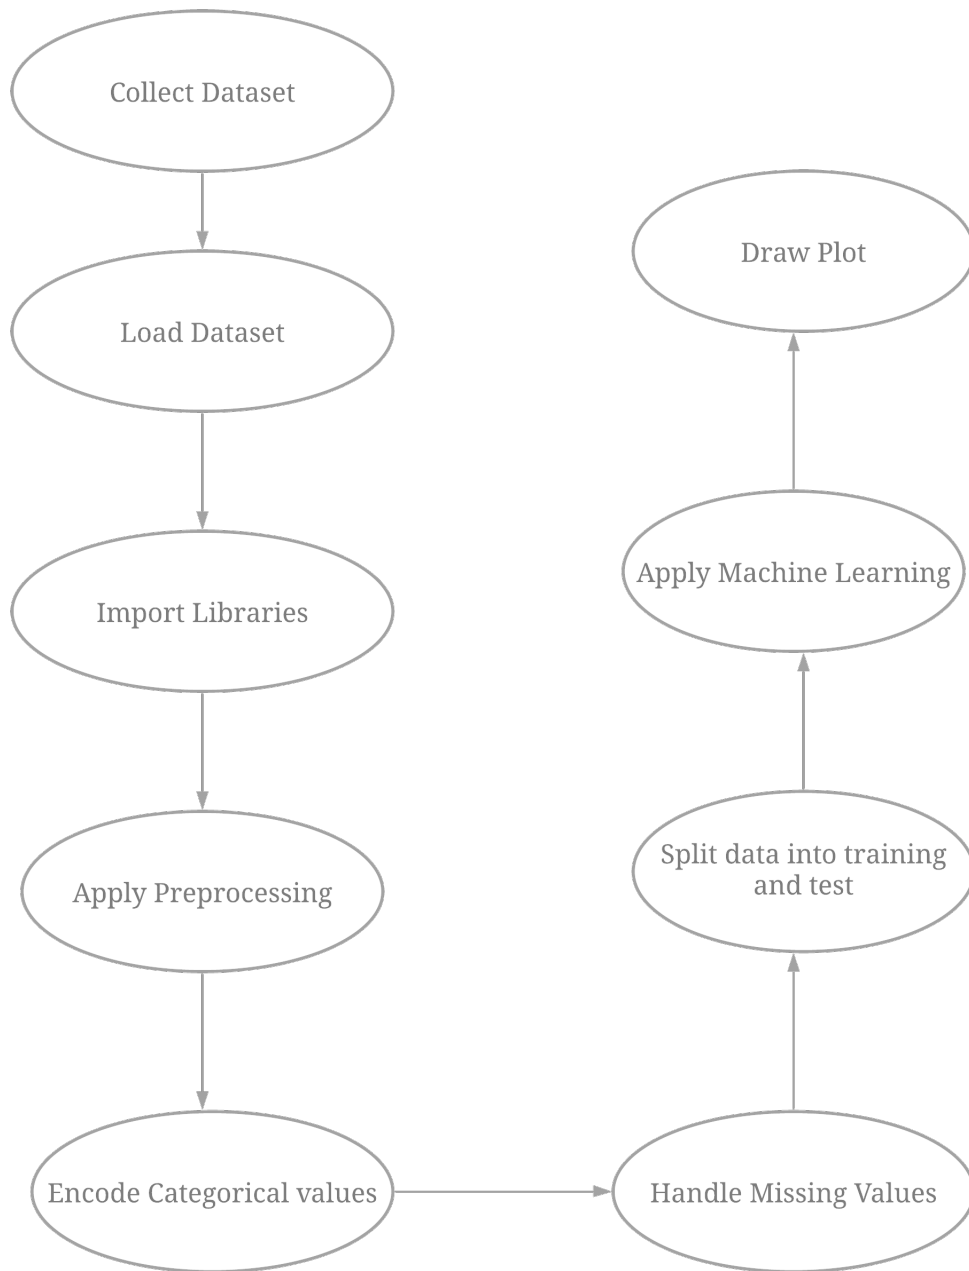 Collect Dataset
Load Dataset
Import Libraries
Apply Preprocessing
Encode Categorical values
Handle Missing Values
Split data into training
and test
Apply Machine Learning
Draw Plot